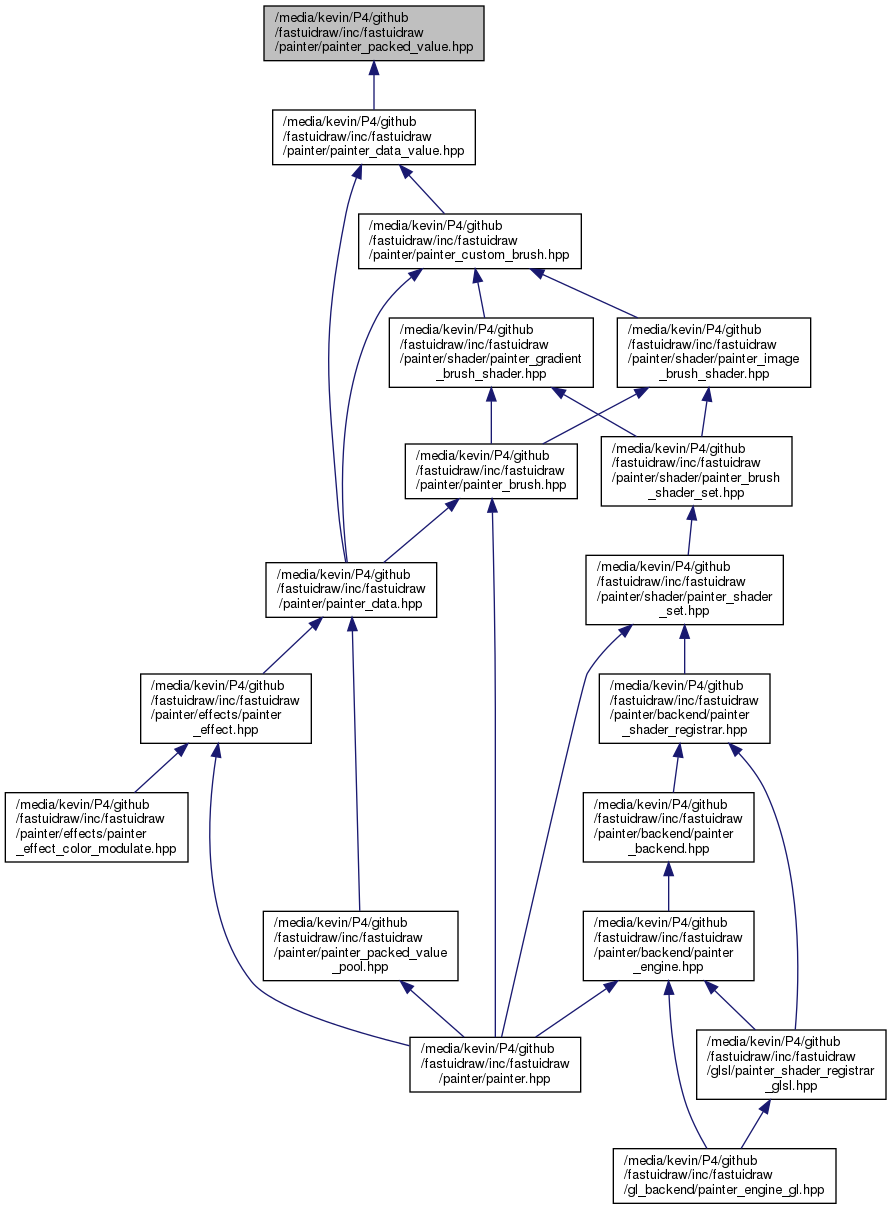 /media/kevin/P4/github
/fastuidraw/inc/fastuidraw
/painter/painter_packed_value.hpp
/media/kevin/P4/github
/fastuidraw/inc/fastuidraw
/painter/painter_data_value.hpp
/media/kevin/P4/github
/fastuidraw/inc/fastuidraw
/painter/painter_custom_brush.hpp
/media/kevin/P4/github
/fastuidraw/inc/fastuidraw
/painter/shader/painter_gradient
_brush_shader.hpp
/media/kevin/P4/github
/fastuidraw/inc/fastuidraw
/painter/shader/painter_image
_brush_shader.hpp
/media/kevin/P4/github
/fastuidraw/inc/fastuidraw
/painter/painter_brush.hpp
/media/kevin/P4/github
/fastuidraw/inc/fastuidraw
/painter/shader/painter_brush
_shader_set.hpp
/media/kevin/P4/github
/fastuidraw/inc/fastuidraw
/painter/painter_data.hpp
/media/kevin/P4/github
/fastuidraw/inc/fastuidraw
/painter/shader/painter_shader
_set.hpp
/media/kevin/P4/github
/fastuidraw/inc/fastuidraw
/painter/effects/painter
_effect.hpp
/media/kevin/P4/github
/fastuidraw/inc/fastuidraw
/painter/backend/painter
_shader_registrar.hpp
/media/kevin/P4/github
/fastuidraw/inc/fastuidraw
/painter/effects/painter
_effect_color_modulate.hpp
/media/kevin/P4/github
/fastuidraw/inc/fastuidraw
/painter/backend/painter
_backend.hpp
/media/kevin/P4/github
/fastuidraw/inc/fastuidraw
/painter/painter_packed_value
_pool.hpp
/media/kevin/P4/github
/fastuidraw/inc/fastuidraw
/painter/backend/painter
_engine.hpp
/media/kevin/P4/github
/fastuidraw/inc/fastuidraw
/painter/painter.hpp
/media/kevin/P4/github
/fastuidraw/inc/fastuidraw
/glsl/painter_shader_registrar
_glsl.hpp
/media/kevin/P4/github
/fastuidraw/inc/fastuidraw
/gl_backend/painter_engine_gl.hpp